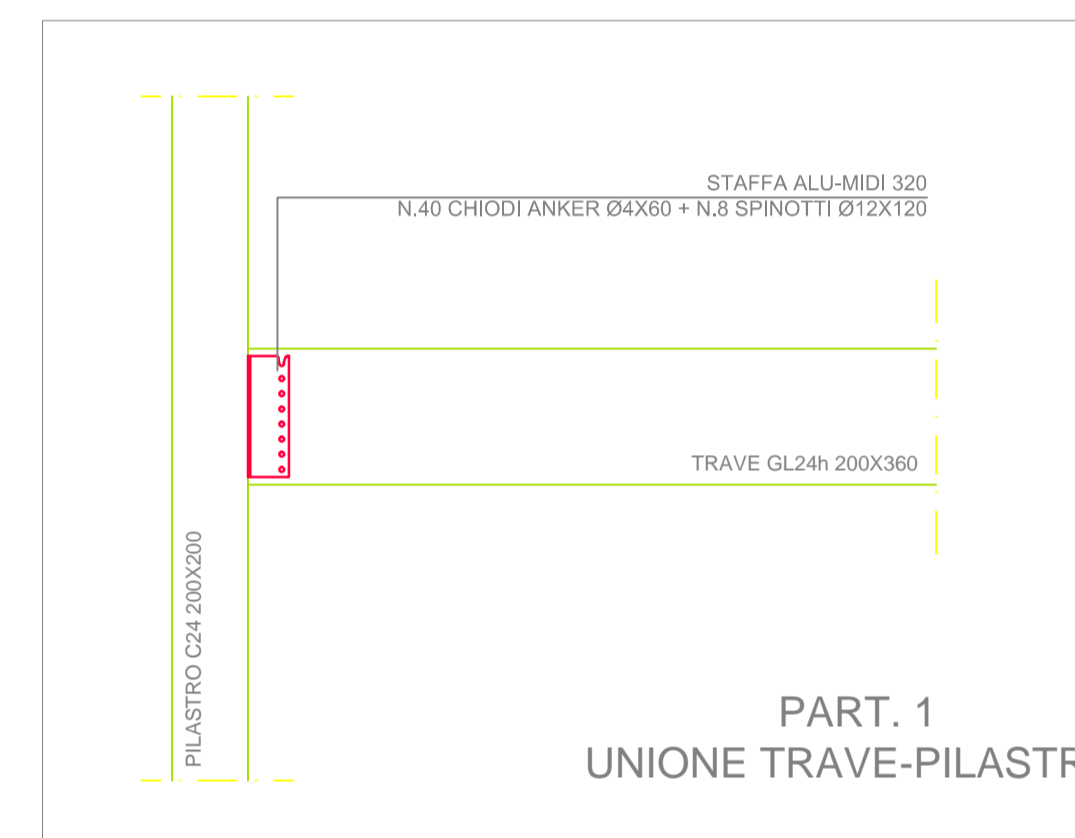 STAFFA ALU-MIDI 320
N.40 CHIODI ANKER Ø4X60 + N.8 SPINOTTI Ø12X120
TRAVE GL24h 200X360
PILASTRO C24 200X200
PART. 1
UNIONE TRAVE-PILASTR